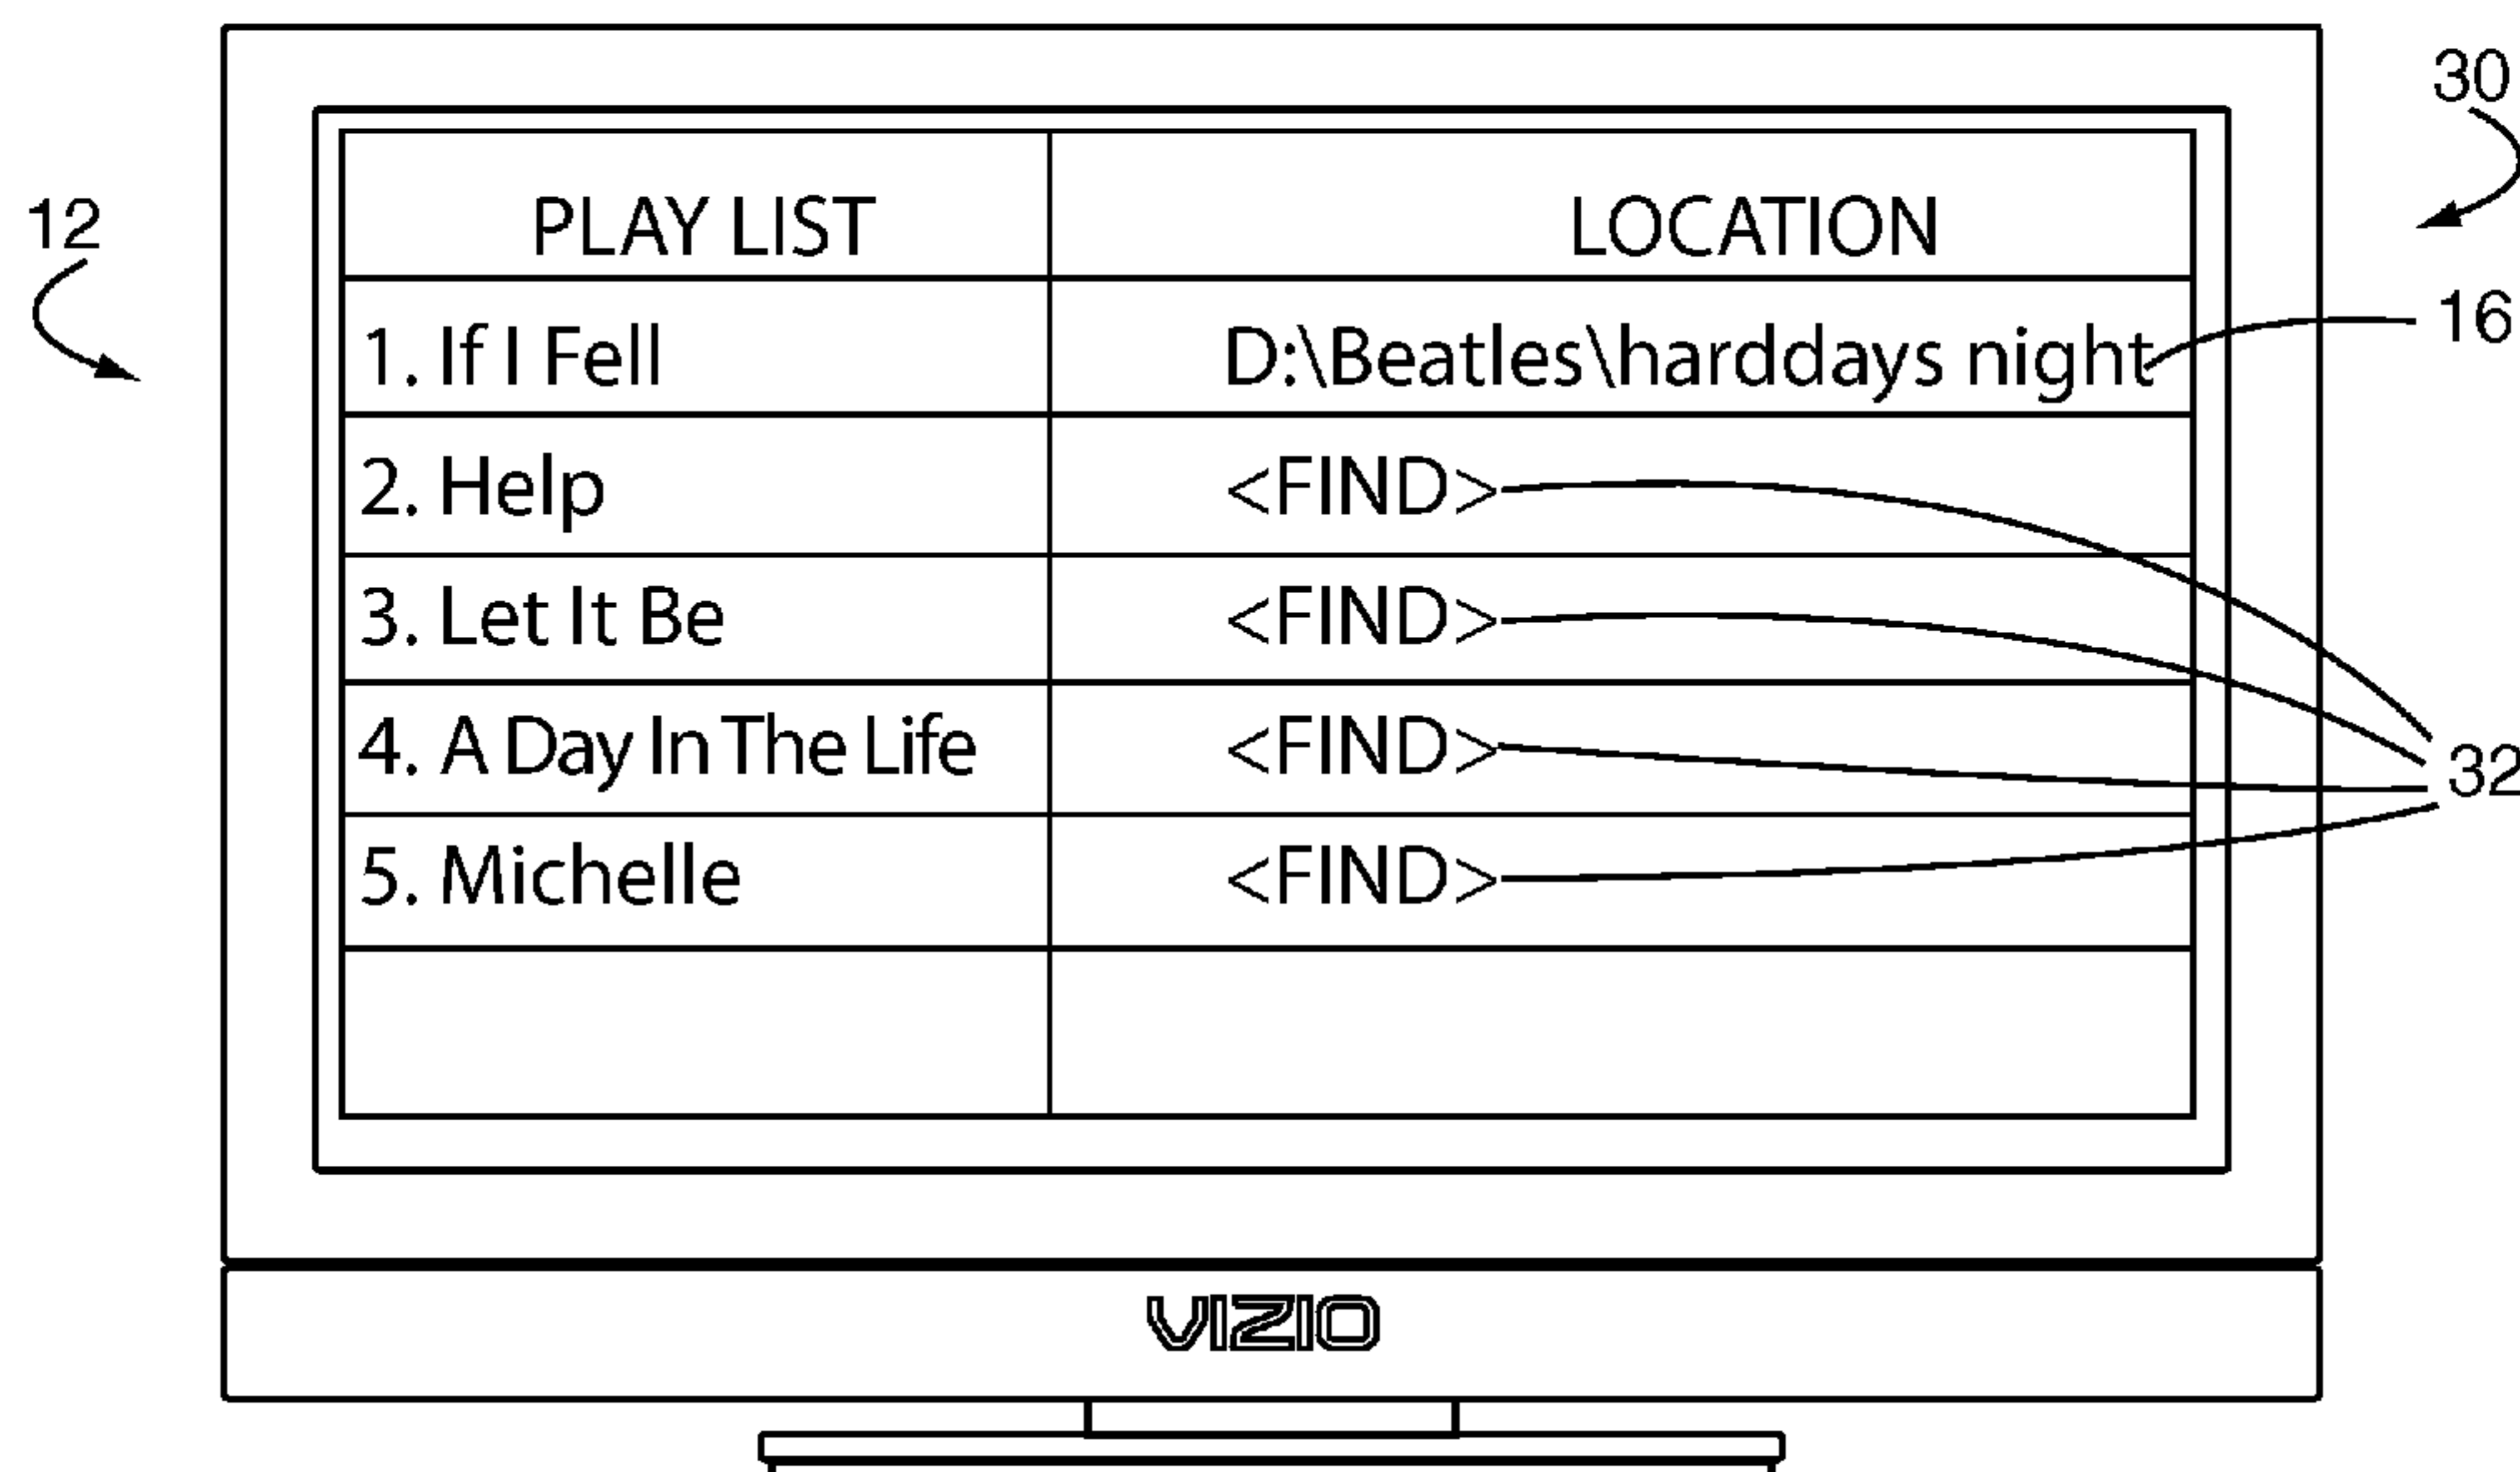 30
12
PLAY LIST LOCATION
1. If I Fell D:\Beatles\harddays night 16
2. Help <FIND>
3. Let It Be <FIND>
4. A Day In The Life <FIND> 32
5. Michelle <FIND>
VIZIO